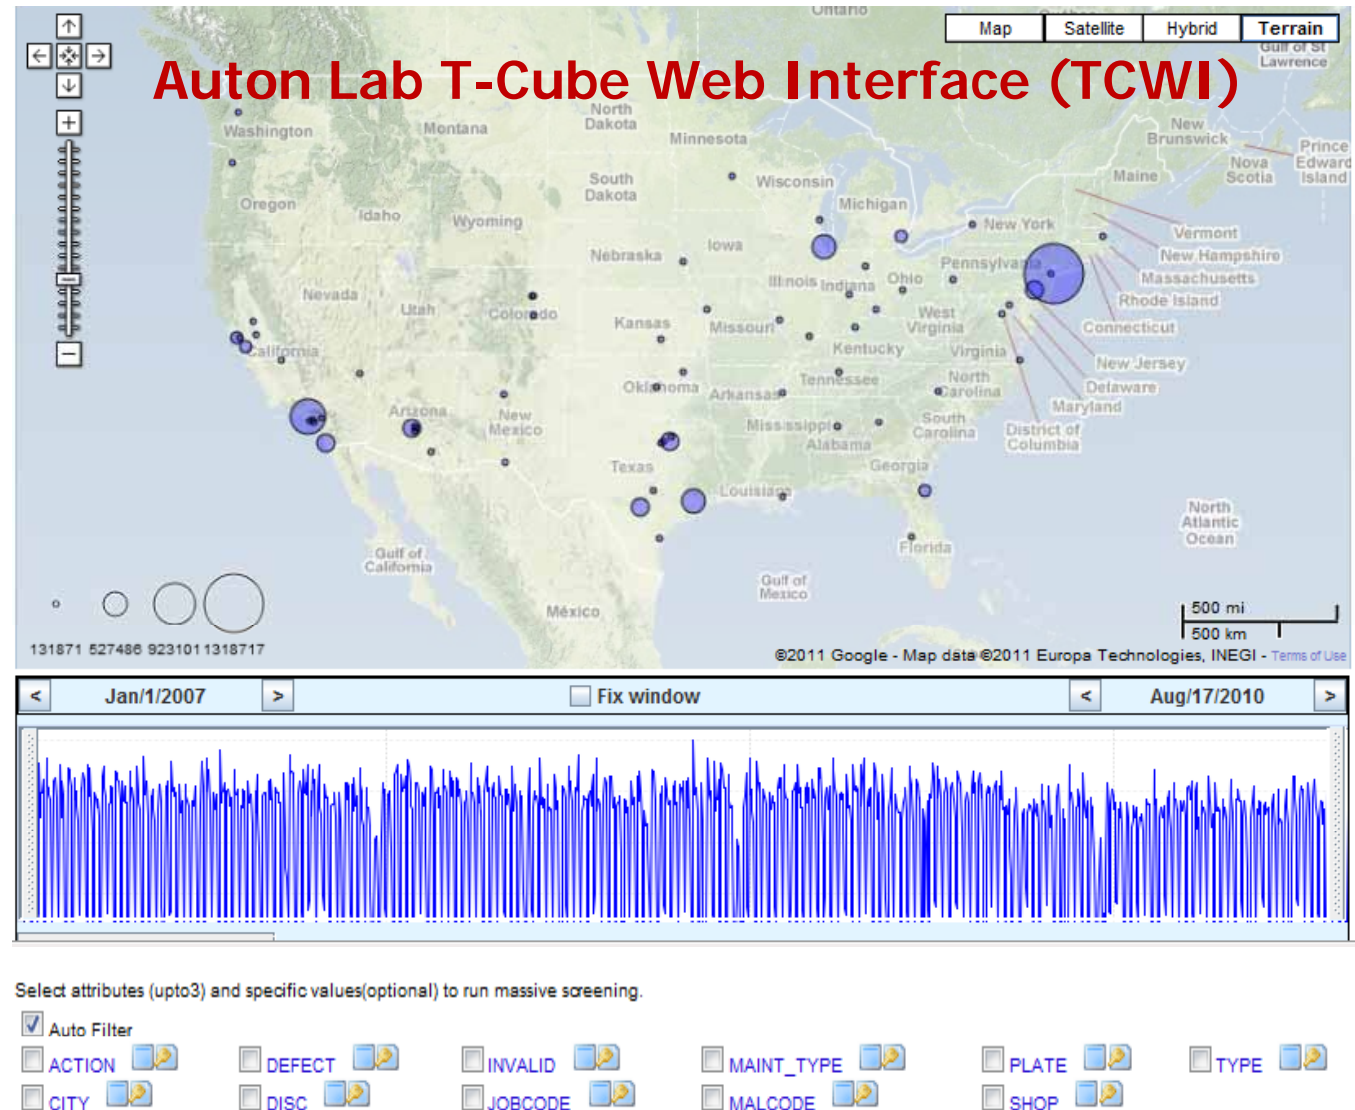 Ontario
Map Satellite Hybrid Terrain
Gulf of St
Lawrence
Auton Lab T-Cube Web Interface (TCWI)
Washington
Montana
North
Dakota
Minnesota
New
Brunswick
Prince
Edward
Island
Nova
Scotia
Maine
Oregon
Idaho
Wyoming
South
Dakota
Wisconsin
Michigan
New York
Vermont
New Hampshire
Massachusetts
Rhode Island
Connecticut
Nebraska
Iowa
Illinois
Indiana
Ohio
Pennsylvania
Nevada
Utah
Colorado
Kansas
Missouri
West
Virginia
Kentucky
Virginia
New Jersey
Delaware
Maryland
District of
Columbia
California
Arizona
New
Mexico
Oklahoma
Arkansas
Tennessee
North
Carolina
South
Carolina
Mississippi
Alabama
Georgia
Texas
Louisiana
Florida
North
Atlantic
Ocean
Gulf of
California
Gulf of
Mexico
México
131871 527486 923101 1318717
500 mi
500 km
©2011 Google - Map data ©2011 Europa Technologies, INEGI - Terms of Use
< Jan/1/2007 > Fix window < Aug/17/2010 >
Select attributes (upto3) and specific values(optional) to run massive screening.
Auto Filter
ACTION DEFECT INVALID MAINT_TYPE PLATE TYPE
CITY DISC JOBCODE MALCODE SHOP